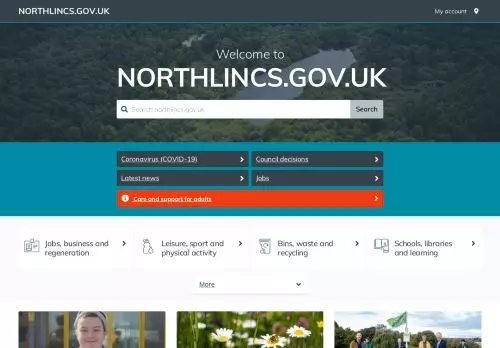 NORTHLINCS.GOV.UK
My account
Welcome to
NORTHLINCS.GOV.UK
Search northlincs.gov.uk
Search
Coronavirus (COVID-19)
Council decisions
Latest news
Jobs
Care and support for adults
Jobs, business and
regeneration
Leisure, sport and
physical activity
Bins, waste and
recycling
Schools, libraries
and learning
More